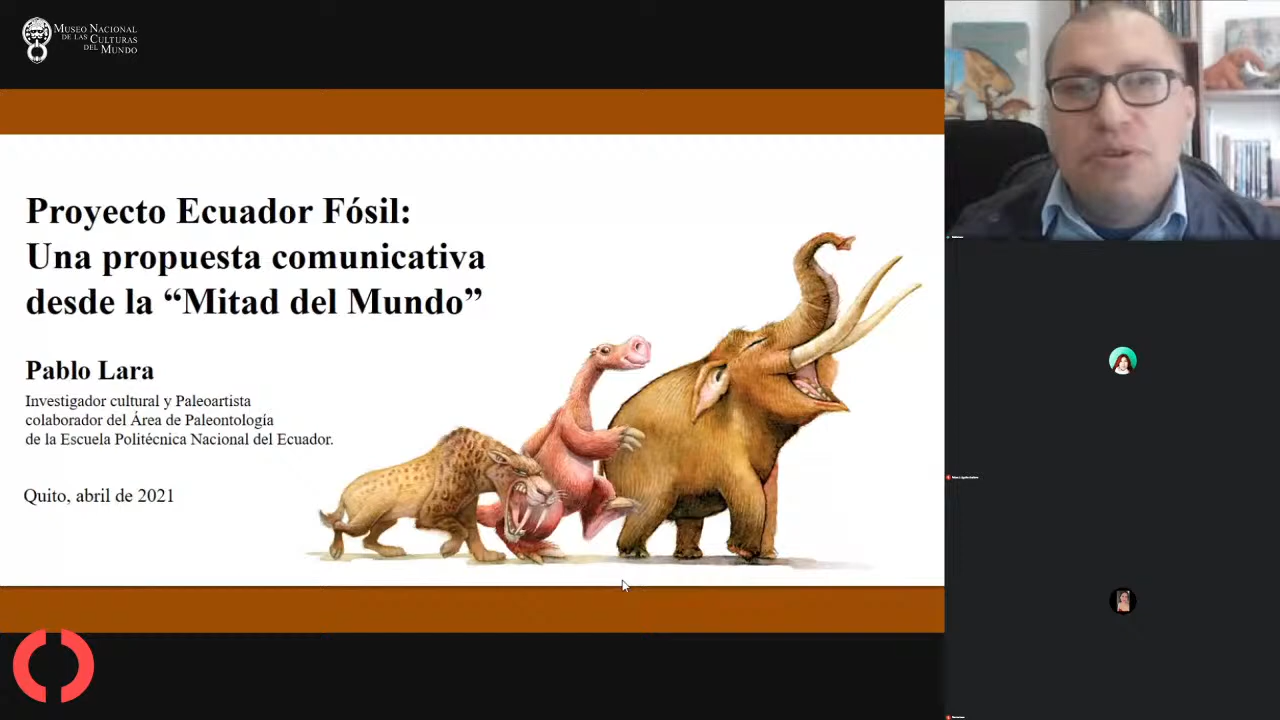 Museo Nacional
de las Culturas
del Mundo
Proyecto Ecuador Fósil:
Una propuesta comunicativa
desde la “Mitad del Mundo”
Pablo Lara
Investigador cultural y Paleoartista
colaborador del Área de Paleontología
de la Escuela Politécnica Nacional del Ecuador.
Quito, abril de 2021